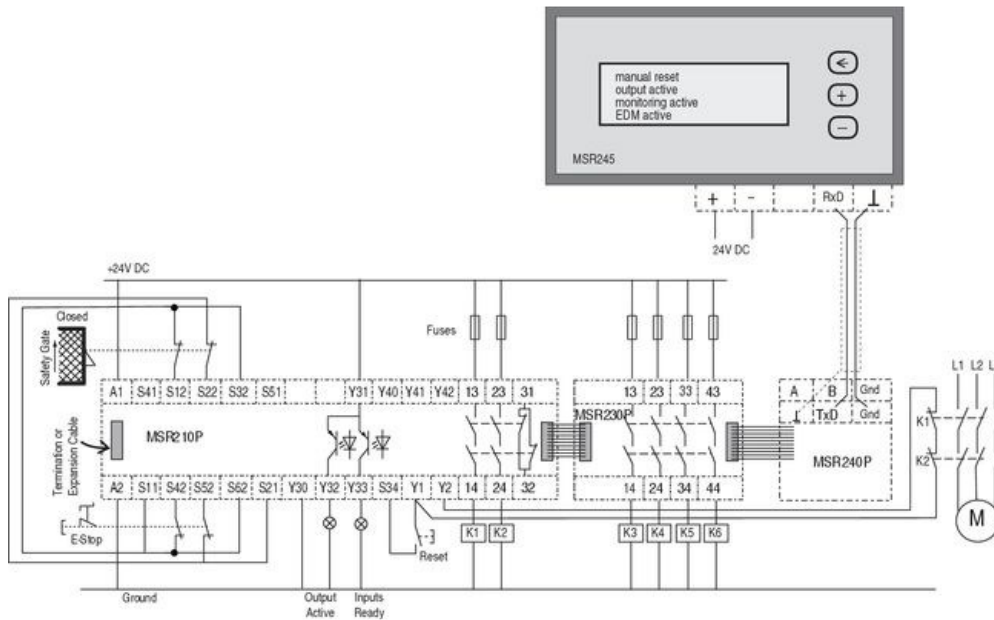 manual reset
output active
monitoring active
EDM active
MSR245
+ - RxD ⊥
24V DC
+24V DC
Closed
Safety Gate
Fuses
A1 S41 S12 S22 S32 S51 Y31 Y40 Y41 Y42 13 23 31
13 23 33 43
A B Gnd
⊥ TxD Gnd
L1 L2 L
Termination or
Expansion Cable
MSR210P
MSR230P
MSR240P
K1
K2
A2 S11 S42 S52 S62 S21 Y30 Y32 Y33 S34 Y1 Y2 14 24 32
14 24 34 44
E-Stop
K1 K2
K3 K4 K5 K6
M
Reset
Ground
Output
Active
Inputs
Ready